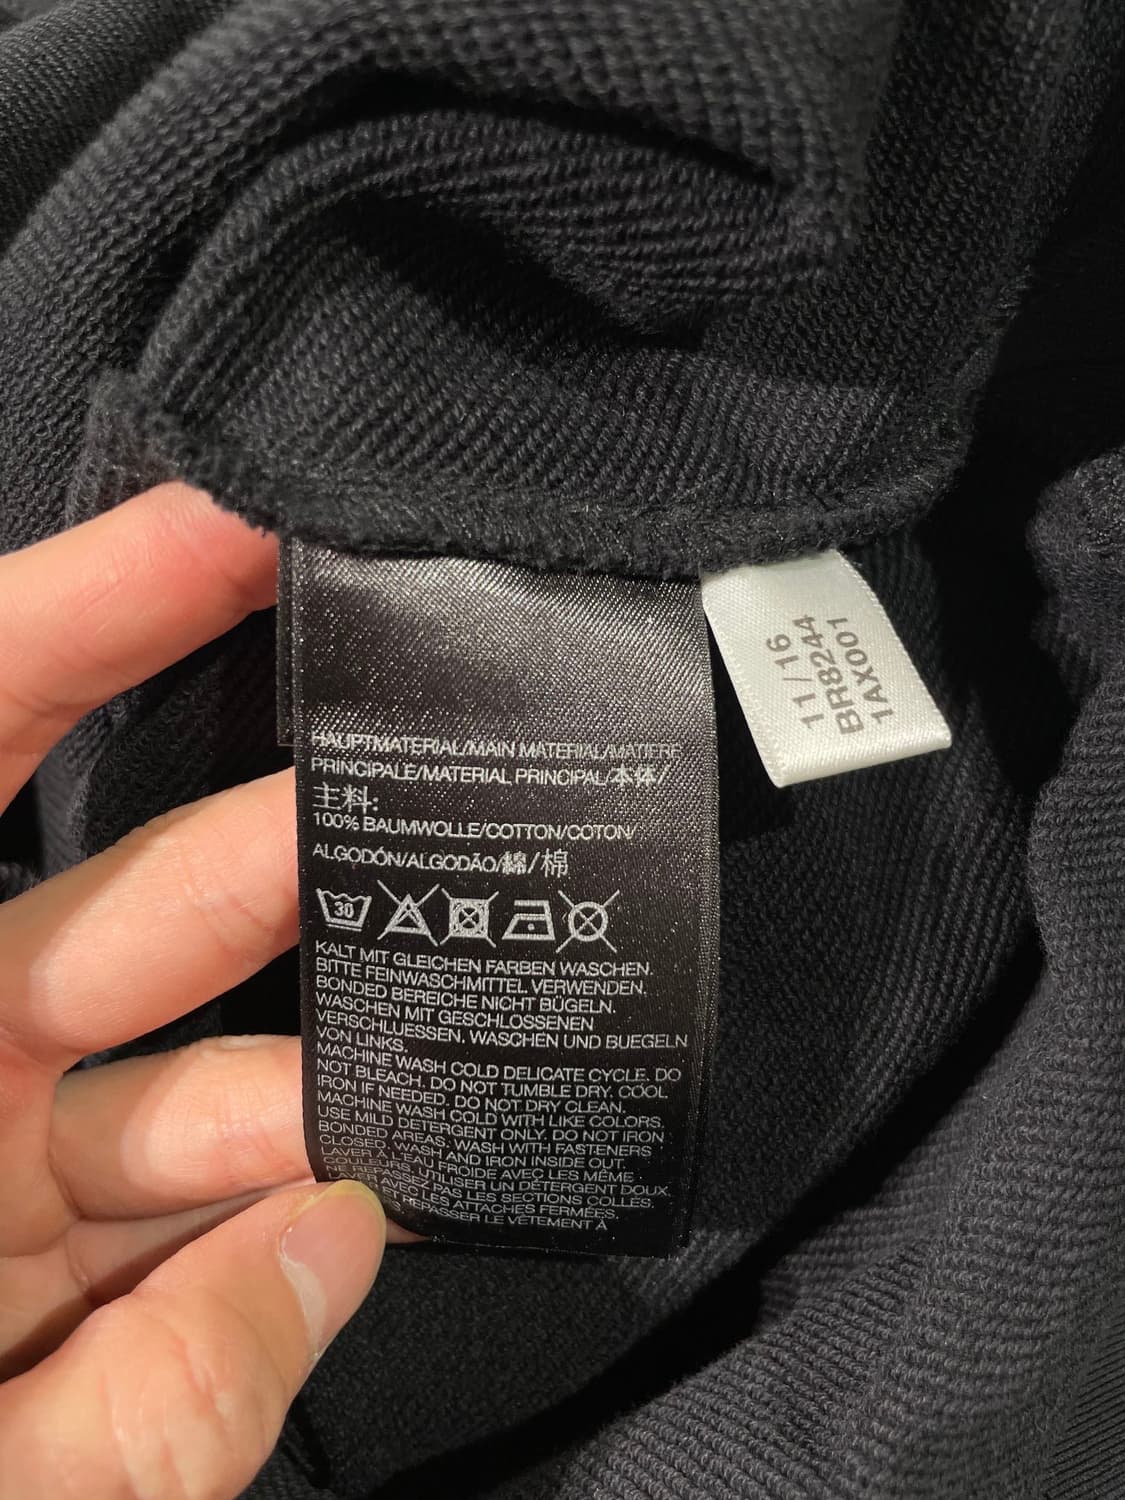 HAUPTMATERIAL/MAIN MATERIAL/MATIERE
PRINCIPALE/MATERIAL PRINCIPAL/本体/
主料:
100% BAUMWOLLE/COTTON/COTON/
ALGODÓN/ALGODÃO/綿/棉
30
KALT MIT GLEICHEN FARBEN WASCHEN.
BITTE FEINWASCHMITTEL VERWENDEN.
BONDED BEREICHE NICHT BÜGELN.
WASCHEN MIT GESCHLOSSENEN
VERSCHLUESSEN. WASCHEN UND BUEGELN
VON LINKS.
MACHINE WASH COLD DELICATE CYCLE. DO
NOT BLEACH. DO NOT TUMBLE DRY. COOL
IRON IF NEEDED. DO NOT DRY CLEAN.
MACHINE WASH COLD WITH LIKE COLORS.
USE MILD DETERGENT ONLY. DO NOT IRON
BONDED AREAS. WASH WITH FASTENERS
CLOSED. WASH AND IRON INSIDE OUT.
LAVER À L'EAU FROIDE AVEC LES MÊME
COULEURS. UTILISER UN DÉTERGENT DOUX.
NE REPASSEZ PAS LES SECTIONS COLLÉS.
AVEC LES ATTACHES FERMÉES.
REPASSER LE VÊTEMENT À
11/16
BR8244
1AX001